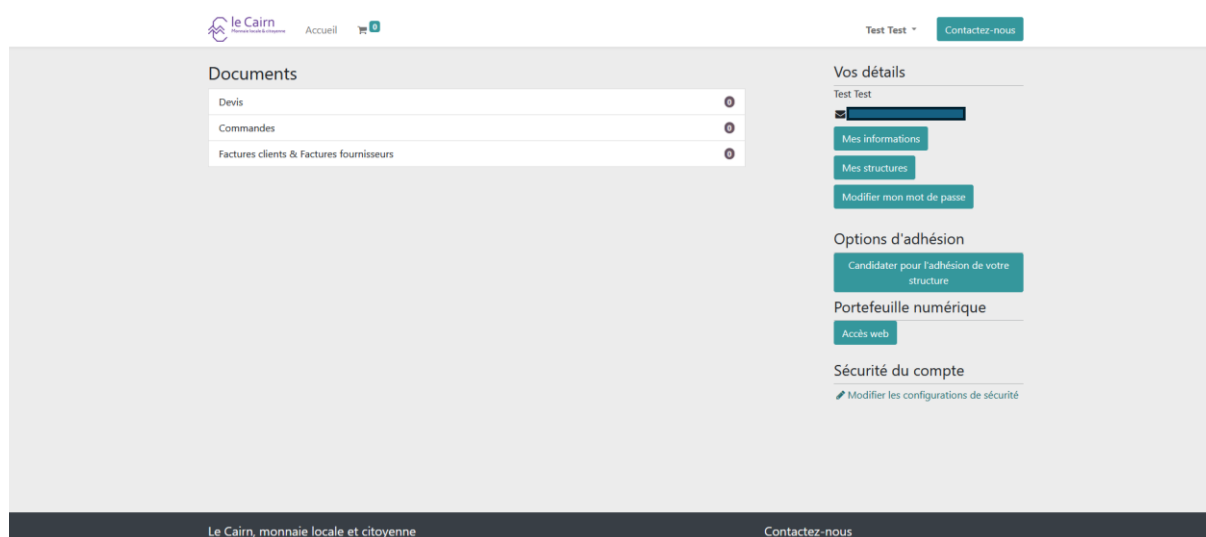 le Cairn
Monnaie locale & citoyenne
Accueil
0
Test Test
Contactez-nous
Documents
Devis
0
Commandes
0
Factures clients & Factures fournisseurs
0
Vos détails
Test Test
Mes informations
Mes structures
Modifier mon mot de passe
Options d'adhésion
Candidater pour l'adhésion de votre
structure
Portefeuille numérique
Accès web
Sécurité du compte
Modifier les configurations de sécurité
Le Cairn, monnaie locale et citoyenne
Contactez-nous